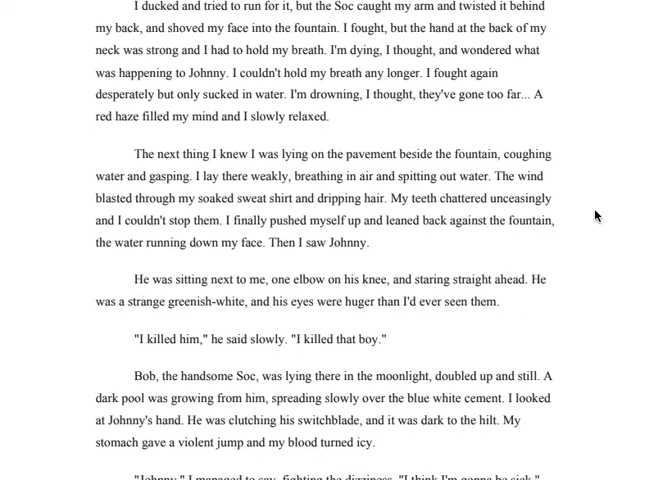 I ducked and tried to run for it, but the Soc caught my arm and twisted it behind
my back, and shoved my face into the fountain. I fought, but the hand at the back of my
neck was strong and I had to hold my breath. I'm dying, I thought, and wondered what
was happening to Johnny. I couldn't hold my breath any longer. I fought again
desperately but only sucked in water. I'm drowning, I thought, they've gone too far... A
red haze filled my mind and I slowly relaxed.
The next thing I knew I was lying on the pavement beside the fountain, coughing
water and gasping. I lay there weakly, breathing in air and spitting out water. The wind
blasted through my soaked sweat shirt and dripping hair. My teeth chattered unceasingly
and I couldn't stop them. I finally pushed myself up and leaned back against the fountain,
the water running down my face. Then I saw Johnny.
He was sitting next to me, one elbow on his knee, and staring straight ahead. He
was a strange greenish-white, and his eyes were huger than I'd ever seen them.
"I killed him," he said slowly. "I killed that boy."
Bob, the handsome Soc, was lying there in the moonlight, doubled up and still. A
dark pool was growing from him, spreading slowly over the blue white cement. I looked
at Johnny's hand. He was clutching his switchblade, and it was dark to the hilt. My
stomach gave a violent jump and my blood turned icy.
"Johnny," I managed to say, fighting the dizziness, "I think I'm gonna be sick."